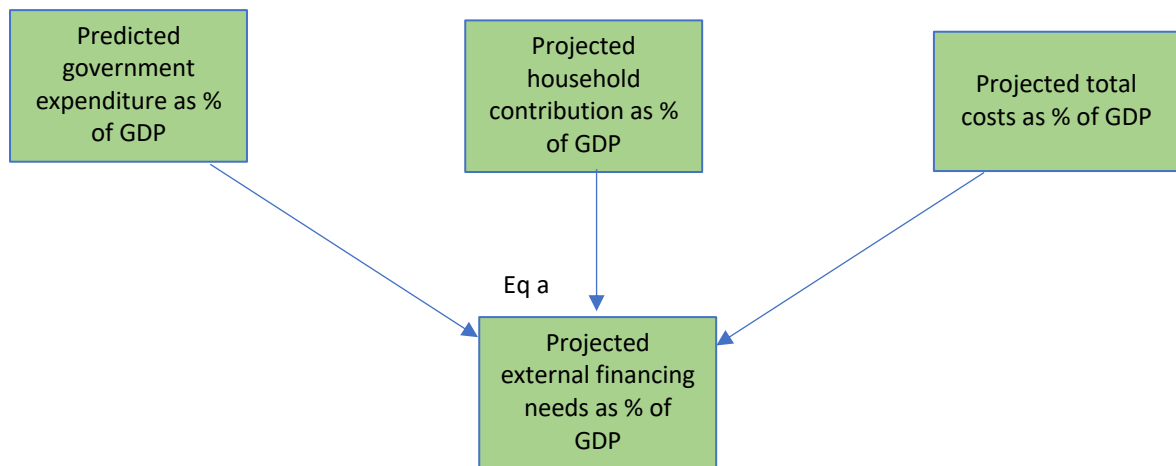 Predicted
government
expenditure as %
of GDP
Projected
household
contribution as %
of GDP
Projected total
costs as % of GDP
Eq a
Projected
external financing
needs as % of
GDP